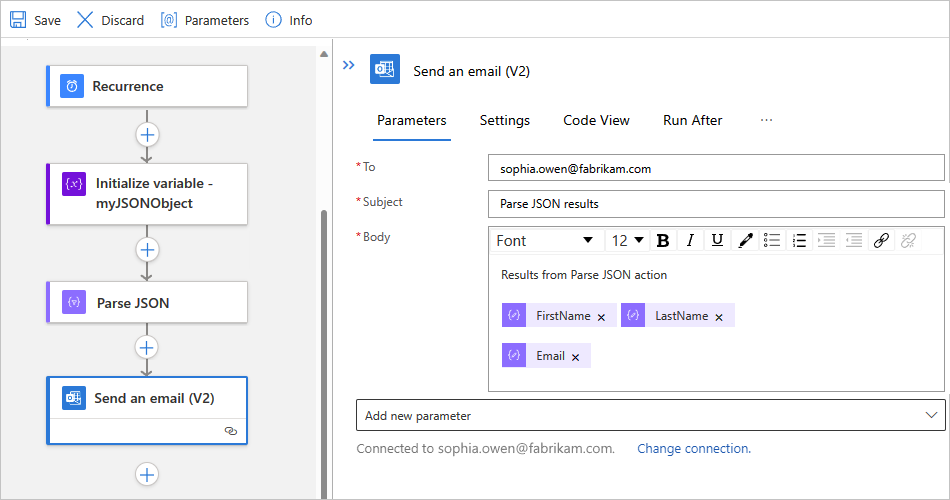 Save Discard Parameters Info
Recurrence
Initialize variable -
myJSONObject
Parse JSON
Send an email (V2)
Send an email (V2)
Parameters Settings Code View Run After ...
* To
sophia.owen@fabrikam.com
* Subject
Parse JSON results
* Body
Font 12 B I U
Results from Parse JSON action
FirstName × LastName ×
Email ×
Add new parameter
Connected to sophia.owen@fabrikam.com. Change connection.